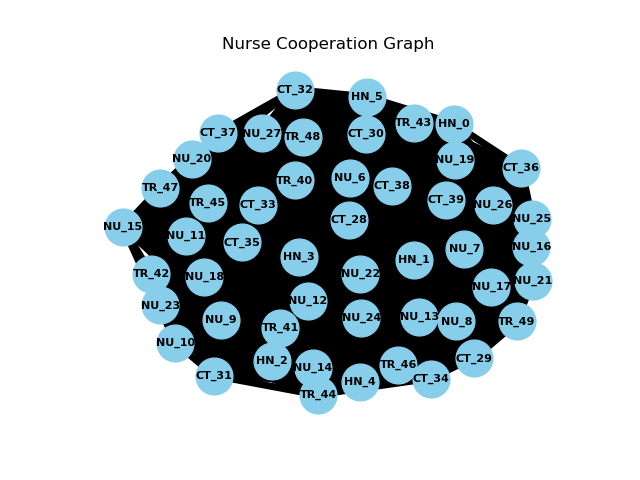 Nurse Cooperation Graph
CT_32
HN_5
CT_37
NU_27
TR_48
CT_30
TR_43
HN_0
NU_20
NU_19
CT_36
TR_47
TR_40
NU_6
CT_38
TR_45
CT_33
CT_39
NU_26
NU_15
NU_11
CT_35
CT_28
NU_25
NU_16
HN_3
HN_1
NU_7
TR_42
NU_18
NU_22
NU_17
NU_21
NU_23
NU_12
NU_9
TR_41
NU_24
NU_13
NU_8
TR_49
NU_10
HN_2
NU_14
TR_46
CT_29
CT_31
TR_44
HN_4
CT_34